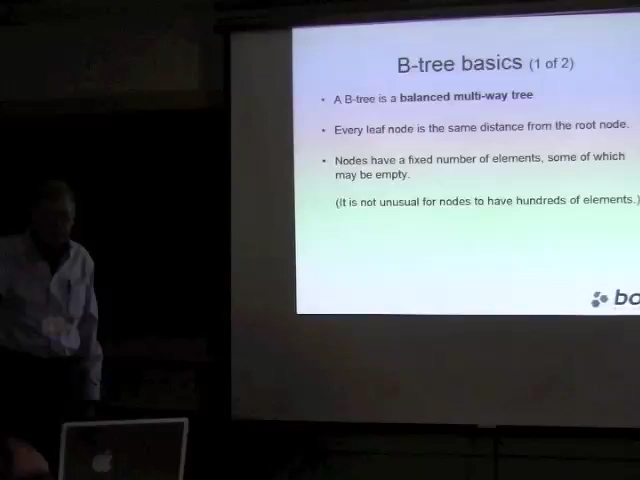 B-tree basics (1 of 2)
• A B-tree is a balanced multi-way tree
• Every leaf node is the same distance from the root node.
• Nodes have a fixed number of elements, some of which
may be empty.
(It is not unusual for nodes to have hundreds of elements.)
bo